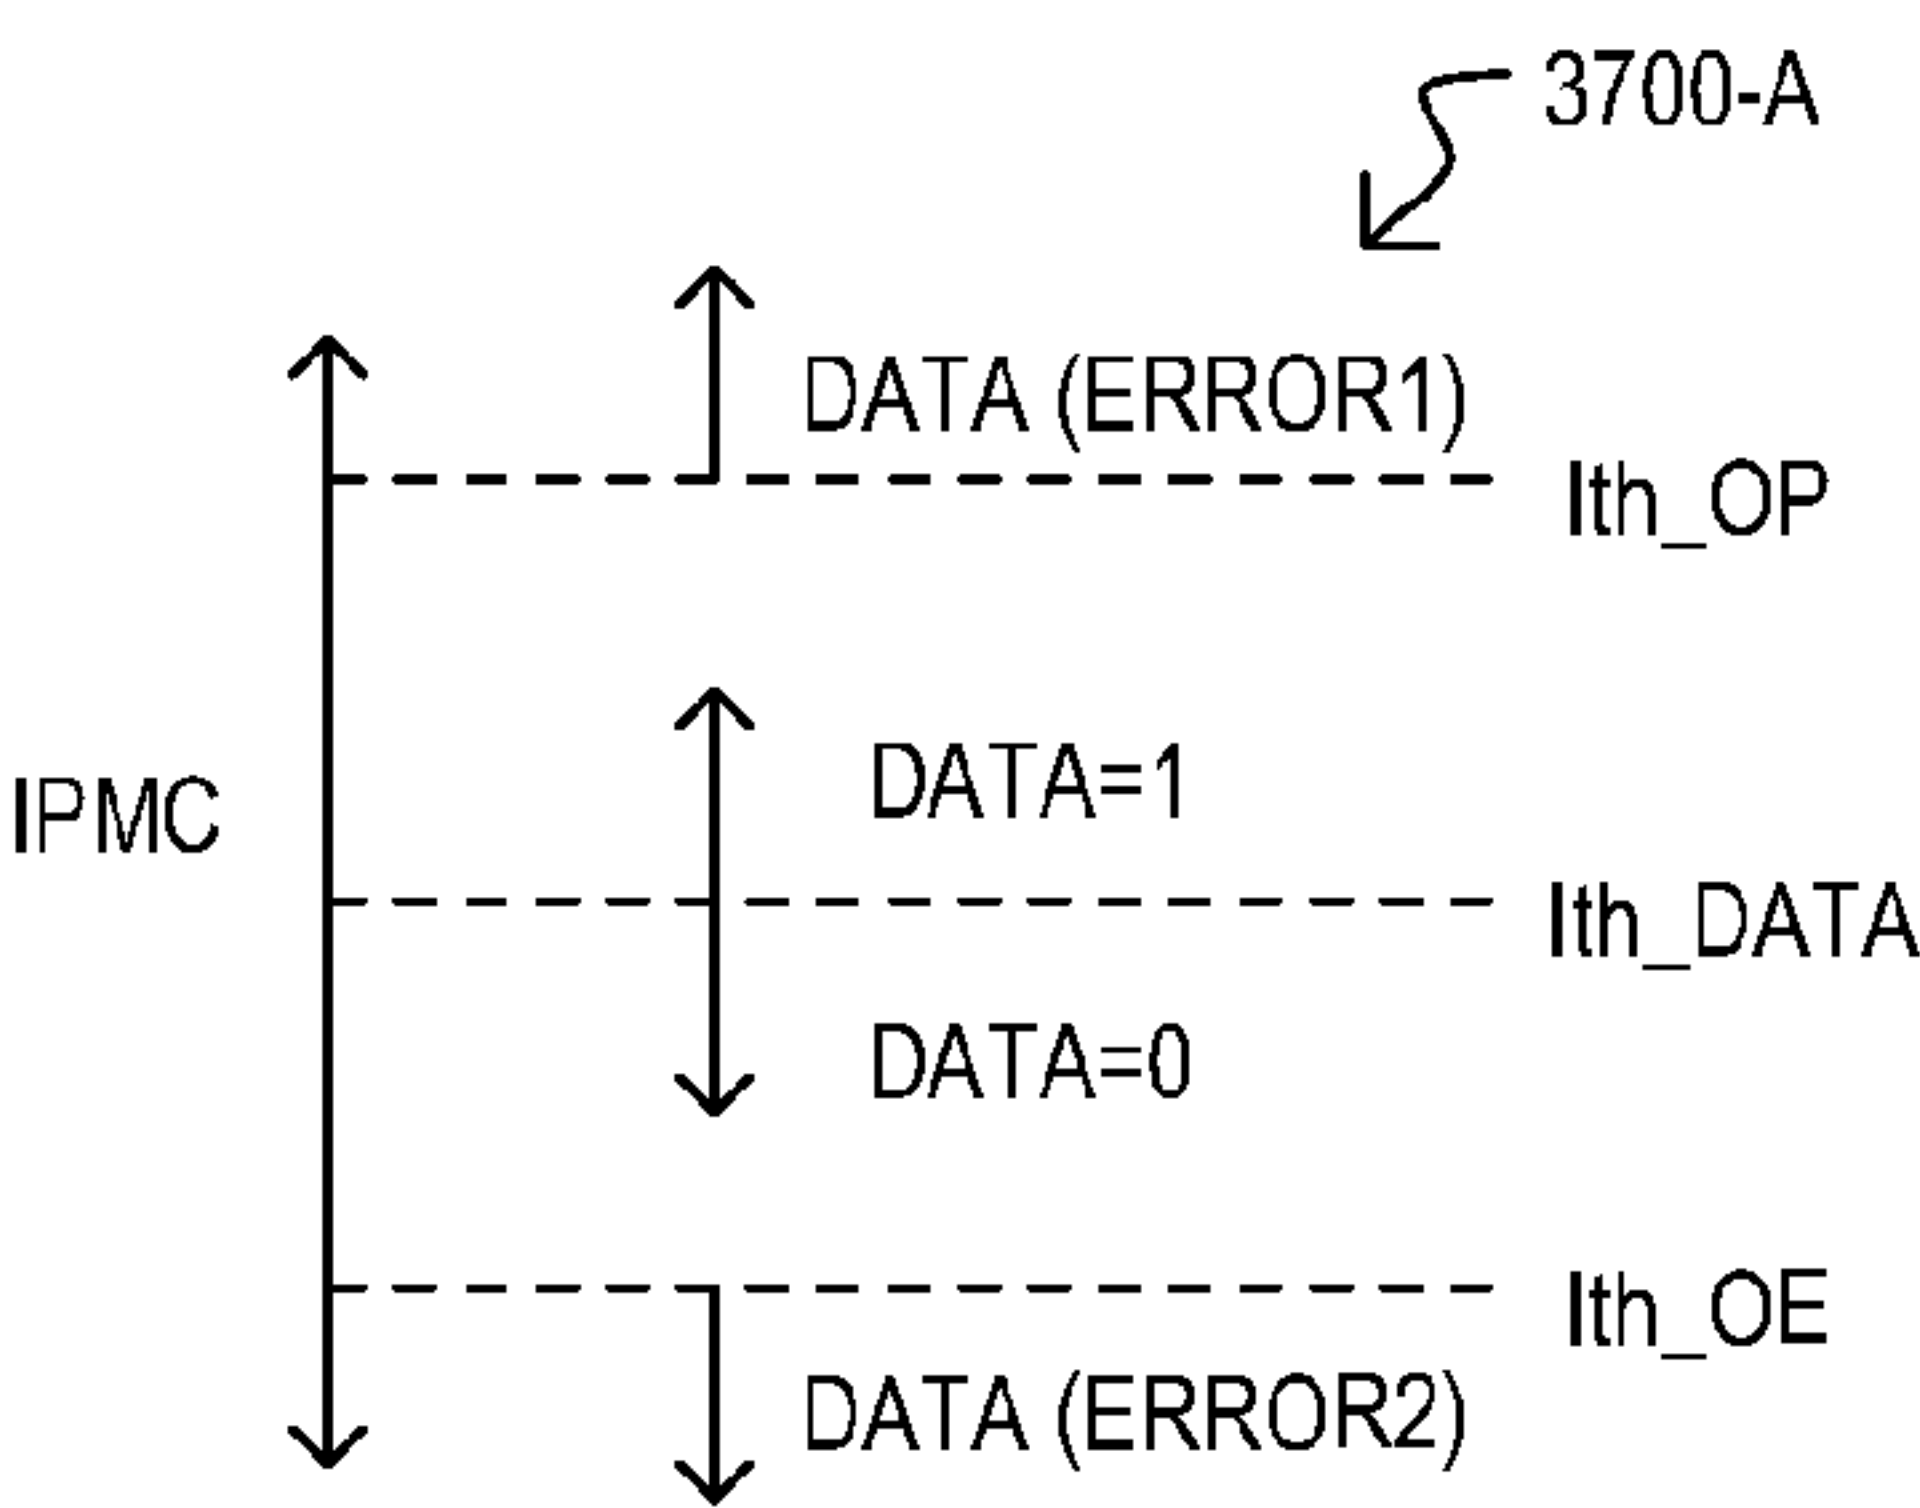 3700-A
DATA (ERROR1)
Ith_OP
DATA=1
IPMC
Ith_DATA
DATA=0
Ith_OE
DATA (ERROR2)